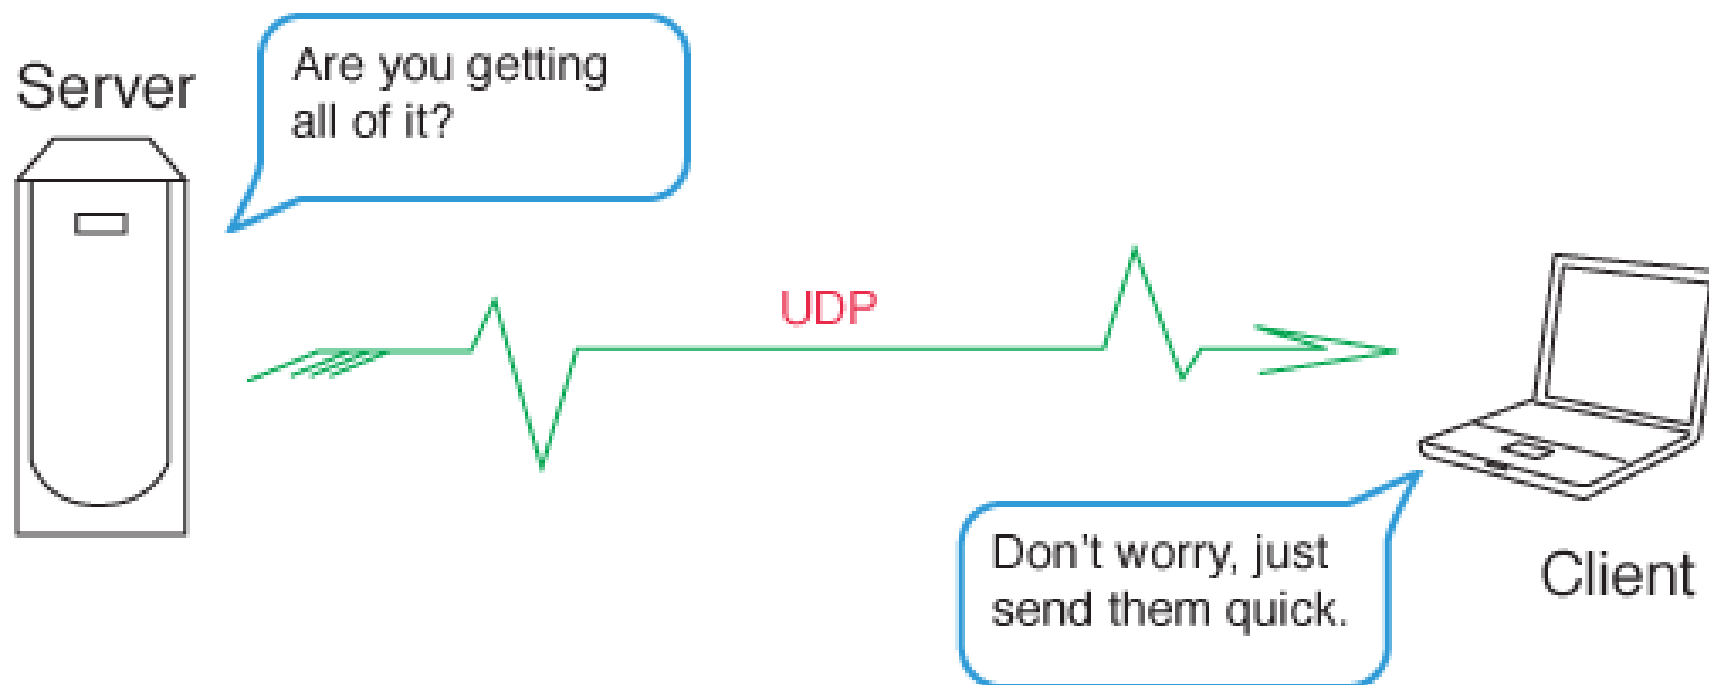 Server
Are you getting
all of it?
UDP
Don't worry, just
send them quick.
Client